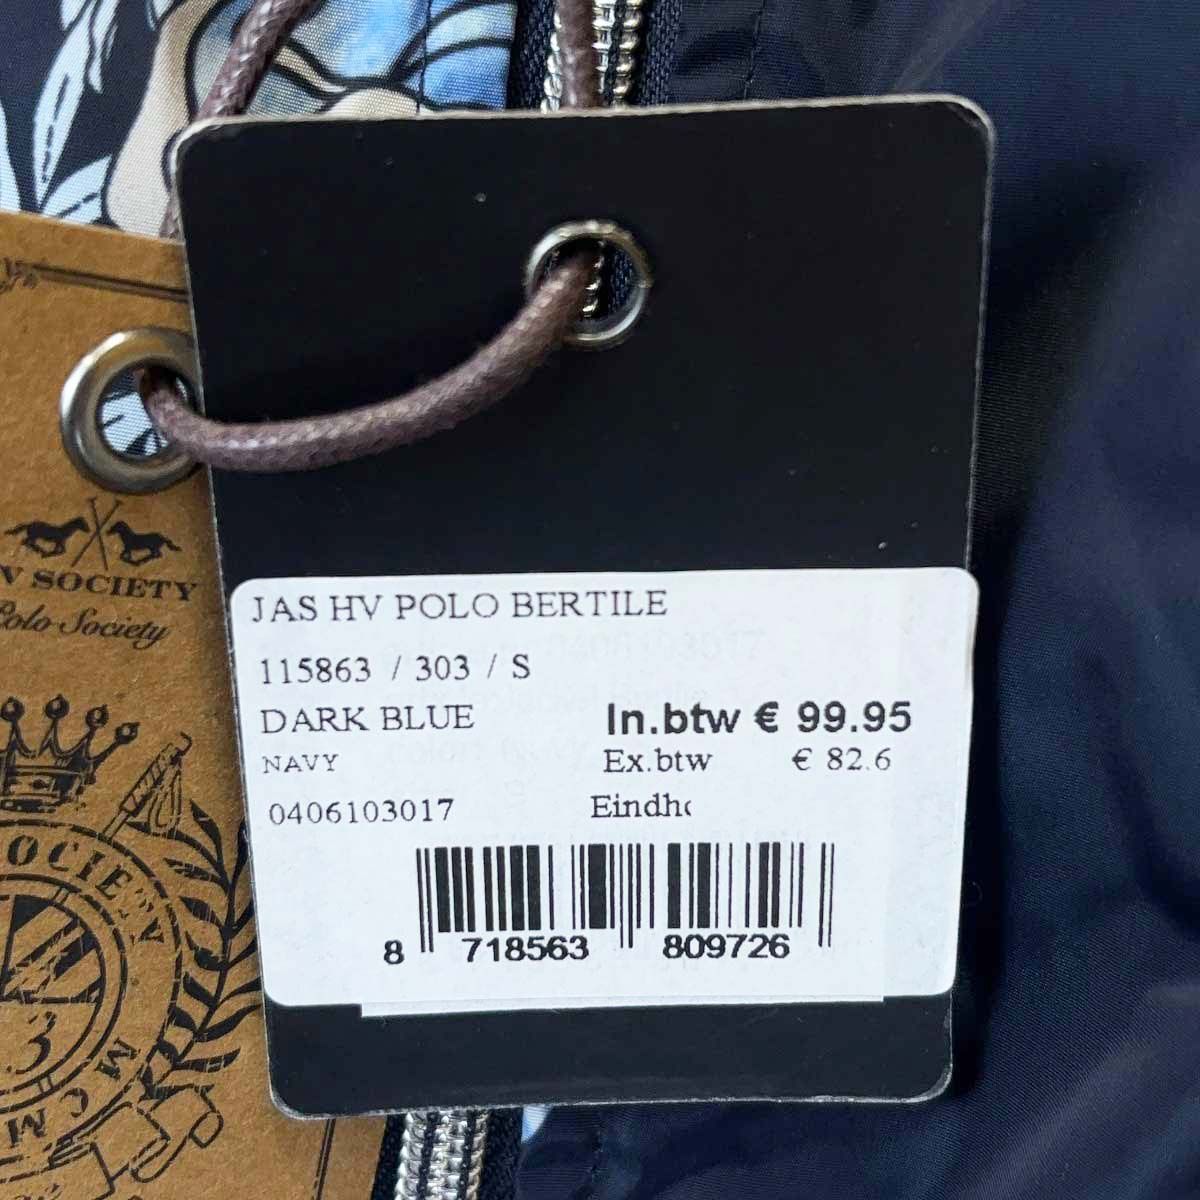 JAS HV POLO BERTILE
115863 / 303 / S
DARK BLUE In.btw € 99.95
NAVY Ex.btw € 82.6
0406103017 Eindh
8 718563 809726
V SOCIETY
Polo Society
SOCIETY
3